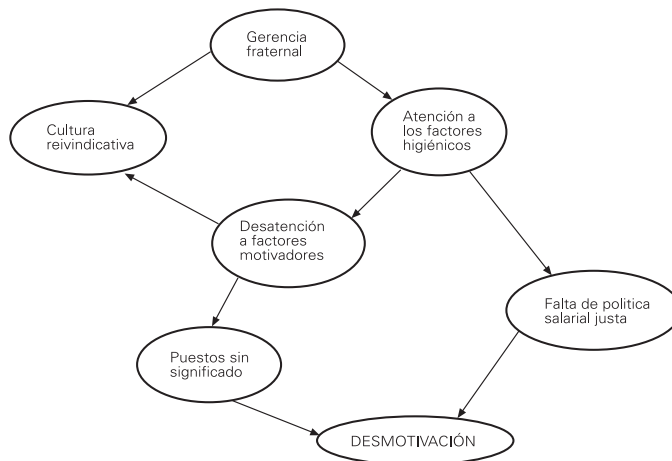 Gerencia
fraternal
Atención a
los factores
higiénicos
Cultura
reivindicativa
Desatención
a factores
motivadores
Falta de politica
salarial justa
Puestos sin
significado
DESMOTIVACIÓN